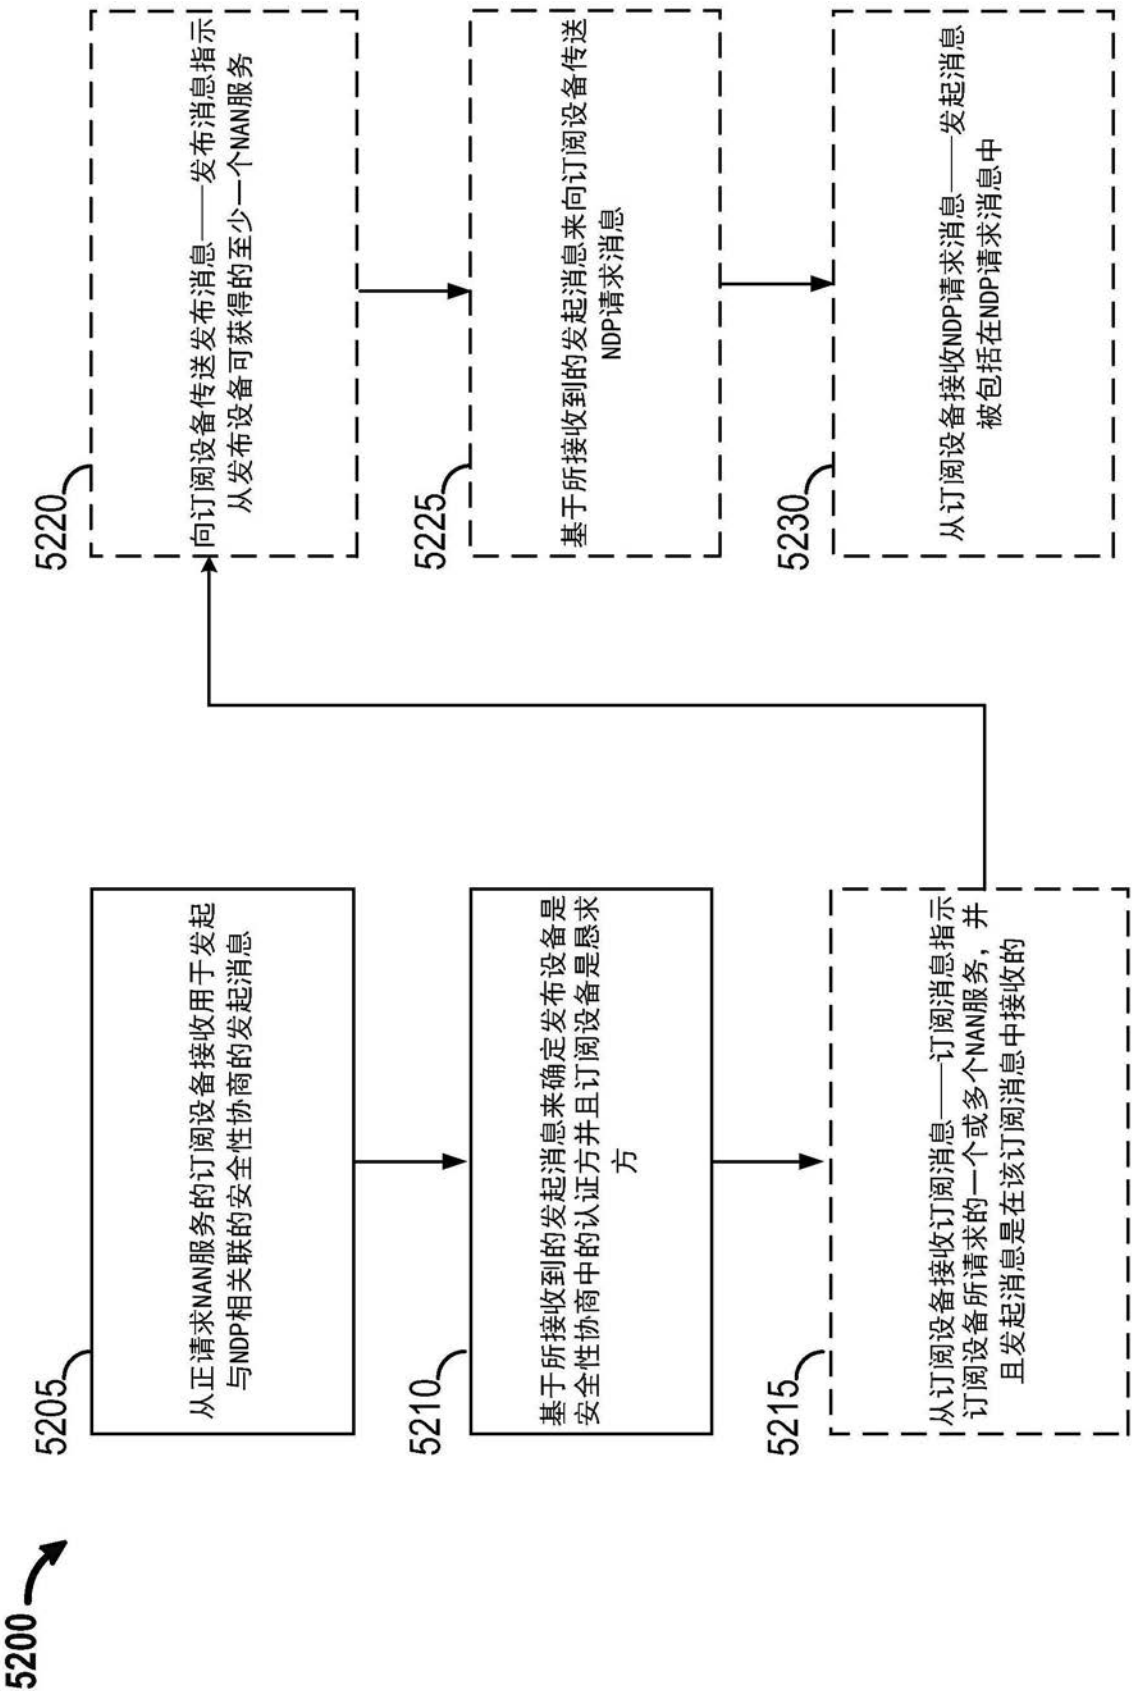 5200
5205
从正请求NAN服务的订阅设备接收用于发起
与NDP相关联的安全性协商的发起消息
5210
基于所接收到的发起消息来确定发布设备是
安全性协商中的认证方并且订阅设备是恳求
方
5215
从订阅设备接收订阅消息——订阅消息指示
订阅设备所请求的一个或多个NAN服务，并
且发起消息是在该订阅消息中接收的
5220
向订阅设备传送发布消息——发布消息指示
从发布设备可获得的至少一个NAN服务
5225
基于所接收到的发起消息来向订阅设备传送
NDP请求消息
5230
从订阅设备接收NDP请求消息——发起消息
被包括在NDP请求消息中